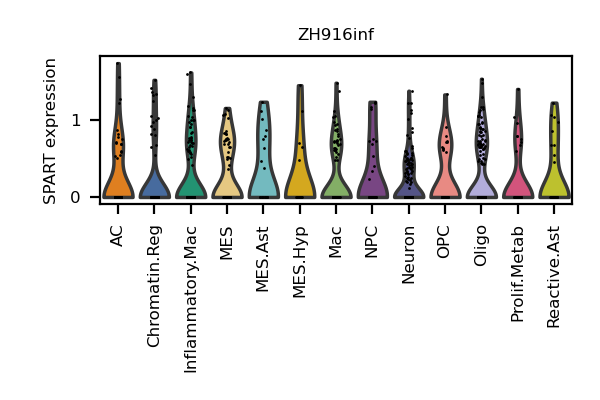 ZH916inf
SPART expression
1
0
AC
Chromatin.Reg
Inflammatory.Mac
MES
MES.Ast
MES.Hyp
Mac
NPC
Neuron
OPC
Oligo
Prolif.Metab
Reactive.Ast